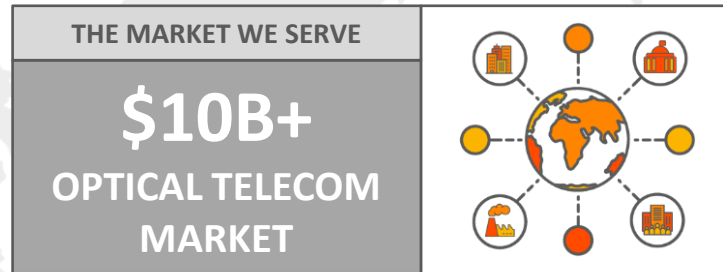 THE MARKET WE SERVE
$10B+
OPTICAL TELECOM
MARKET